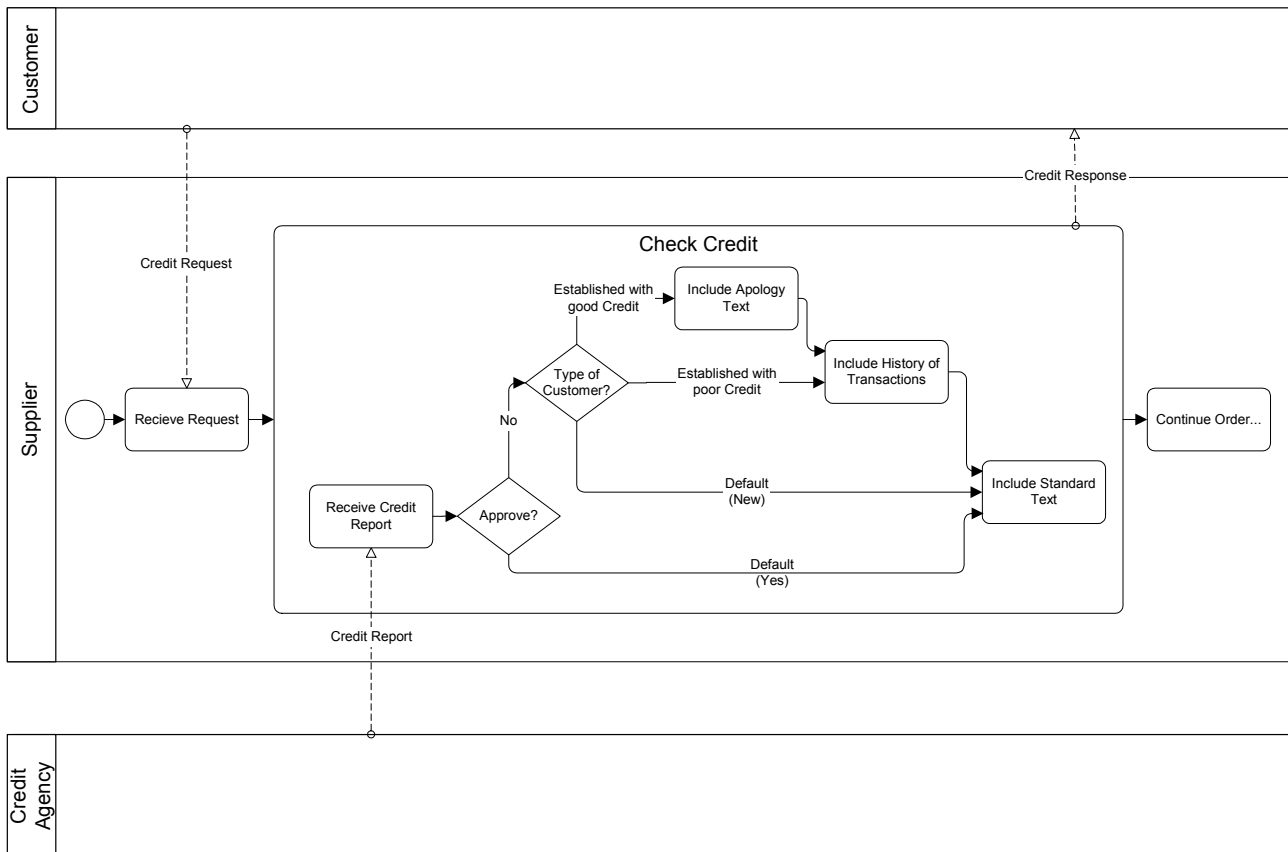 Customer
Credit Response
Credit Request
Check Credit
Established with
good Credit
Include Apology
Text
Type of
Customer?
Established with
poor Credit
Include History of
Transactions
Supplier
Recieve Request
No
Continue Order...
Receive Credit
Report
Approve?
Default
(New)
Include Standard
Text
Default
(Yes)
Credit Report
Credit
Agency